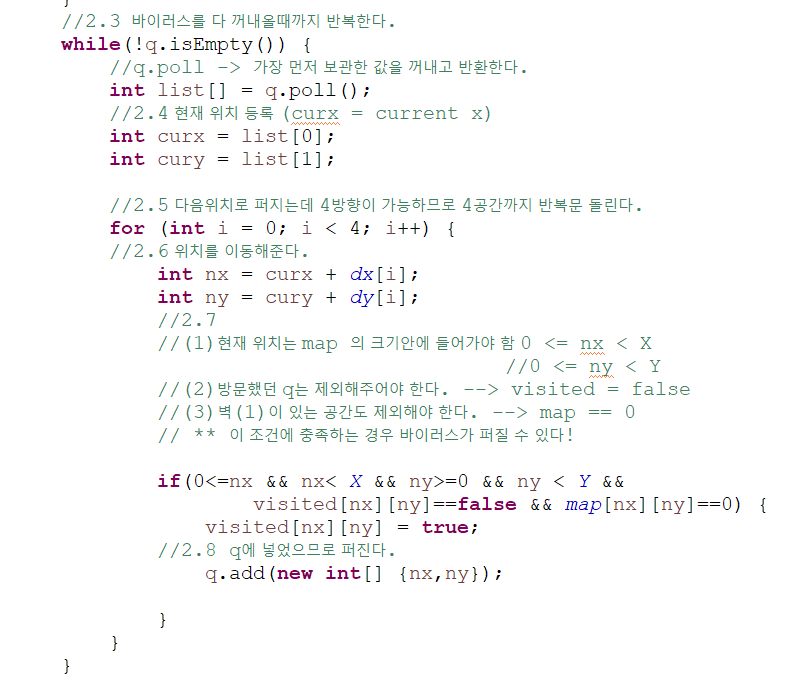 }
//2.3 바이러스를 다 꺼내올때까지 반복한다.
while(!q.isEmpty()) {
//q.poll -> 가장 먼저 보관한 값을 꺼내고 반환한다.
int list[] = q.poll();
//2.4 현재 위치 등록 (curx = current x)
int curx = list[0];
int cury = list[1];
//2.5 다음위치로 퍼지는데 4방향이 가능하므로 4공간까지 반복문 돌린다.
for (int i = 0; i < 4; i++) {
//2.6 위치를 이동해준다.
int nx = curx + dx[i];
int ny = cury + dy[i];
//2.7
//(1)현재 위치는 map 의 크기안에 들어가야 함 0 <= nx < X
//0 <= ny < Y
//(2)방문했던 q는 제외해주어야 한다. --> visited = false
//(3)벽(1)이 있는 공간도 제외해야 한다. --> map == 0
// ** 이 조건에 충족하는 경우 바이러스가 퍼질 수 있다!
if(0<=nx && nx< X && ny>=0 && ny < Y &&
visited[nx][ny]==false && map[nx][ny]==0) {
visited[nx][ny] = true;
//2.8 q에 넣었으므로 퍼진다.
q.add(new int[] {nx,ny});
}
}
}